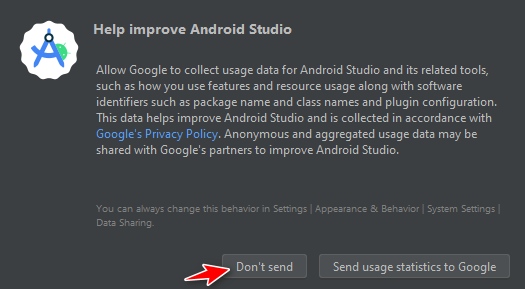 Help improve Android Studio
Allow Google to collect usage data for Android Studio and its related tools,
such as how you use features and resource usage along with software
identifiers such as package name and class names and plugin configuration.
This data helps improve Android Studio and is collected in accordance with
Google's Privacy Policy. Anonymous and aggregated usage data may be
shared with Google's partners to improve Android Studio.
You can always change this behavior in Settings | Appearance & Behavior | System Settings |
Data Sharing.
Don't send
Send usage statistics to Google